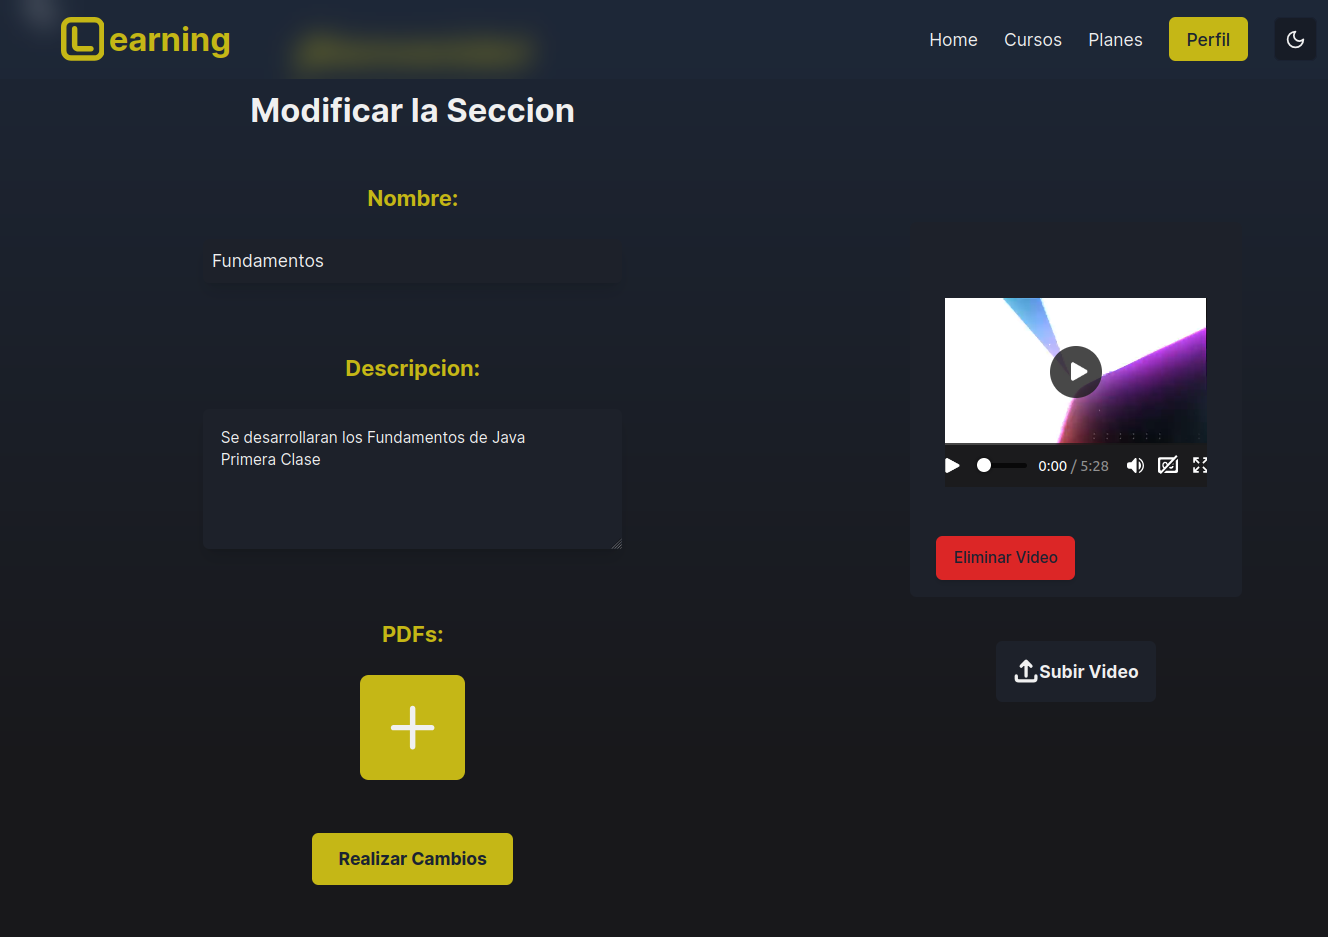 Learning
Home
Cursos
Planes
Perfil
Modificar la Seccion
Nombre:
Fundamentos
Descripcion:
Se desarrollaran los Fundamentos de Java
Primera Clase
PDFs:
Realizar Cambios
0:00 / 5:28
Eliminar Video
Subir Video